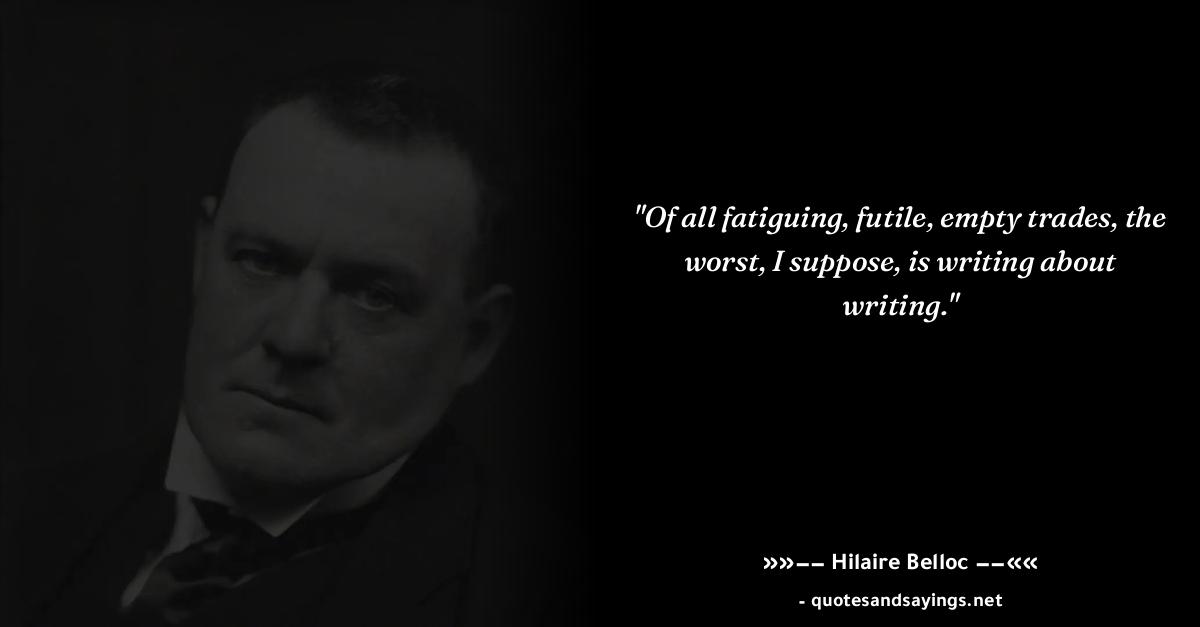 "Of all fatiguing, futile, empty trades, the
worst, I suppose, is writing about
writing."
»»−− Hilaire Belloc −−««
- quotesandsayings.net